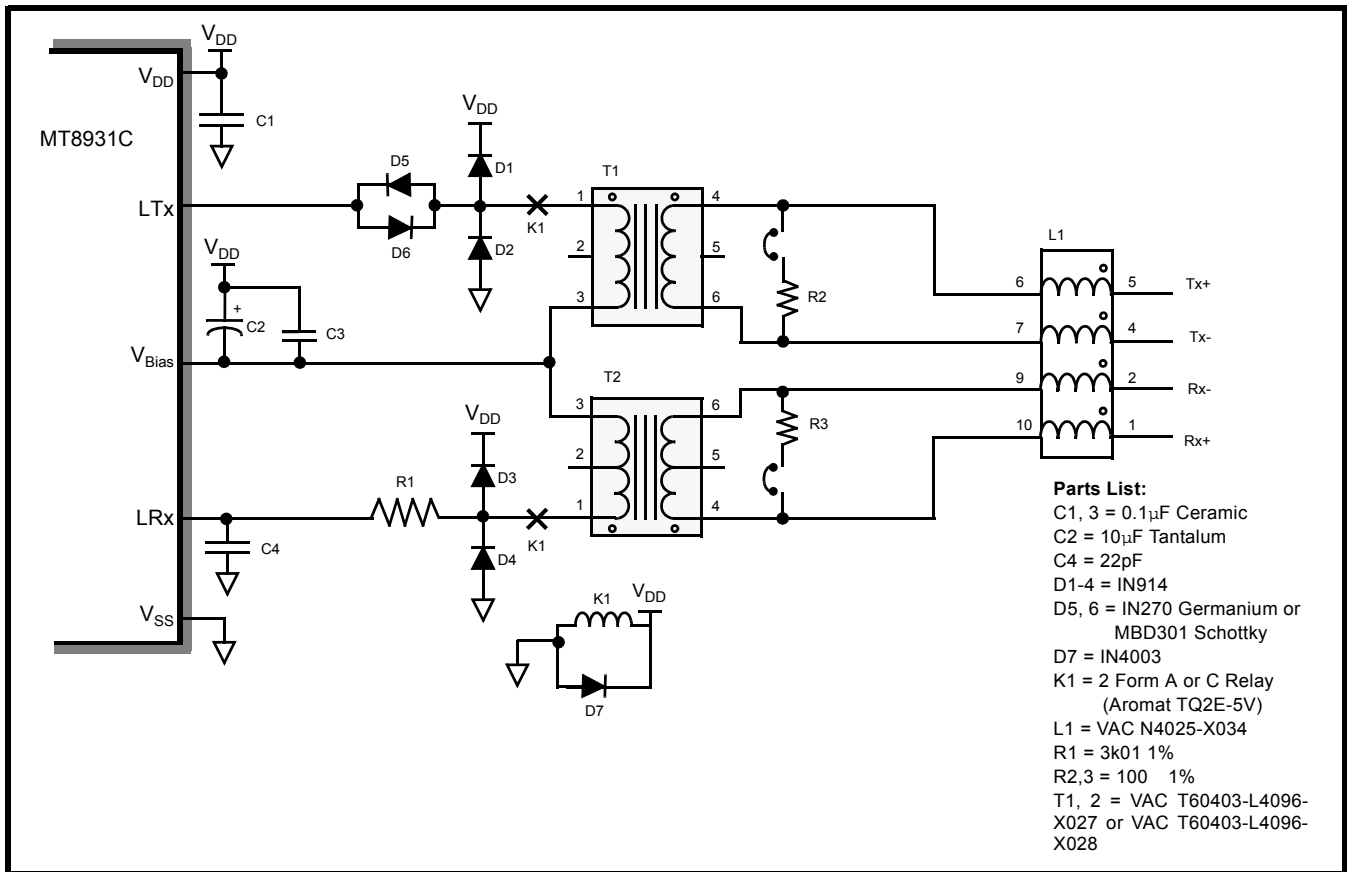 VDD
VDD
C1
MT8931C
VDD
D5
D1
T1
1
4
LTx
K1
D6
D2
2
5
VDD
3
6
R2
+
C2
C3
VBias
L1
6
5
Tx+
7
4
Tx-
9
2
Rx-
10
1
Rx+
T2
3
6
VDD
R3
D3
2
5
R1
1
4
LRx
K1
C4
D4
VSS
K1
VDD
D7
Parts List:
C1, 3 = 0.1µF Ceramic
C2 = 10µF Tantalum
C4 = 22pF
D1-4 = IN914
D5, 6 = IN270 Germanium or
MBD301 Schottky
D7 = IN4003
K1 = 2 Form A or C Relay
(Aromat TQ2E-5V)
L1 = VAC N4025-X034
R1 = 3k01 1%
R2,3 = 100 1%
T1, 2 = VAC T60403-L4096-
X027 or VAC T60403-L4096-
X028